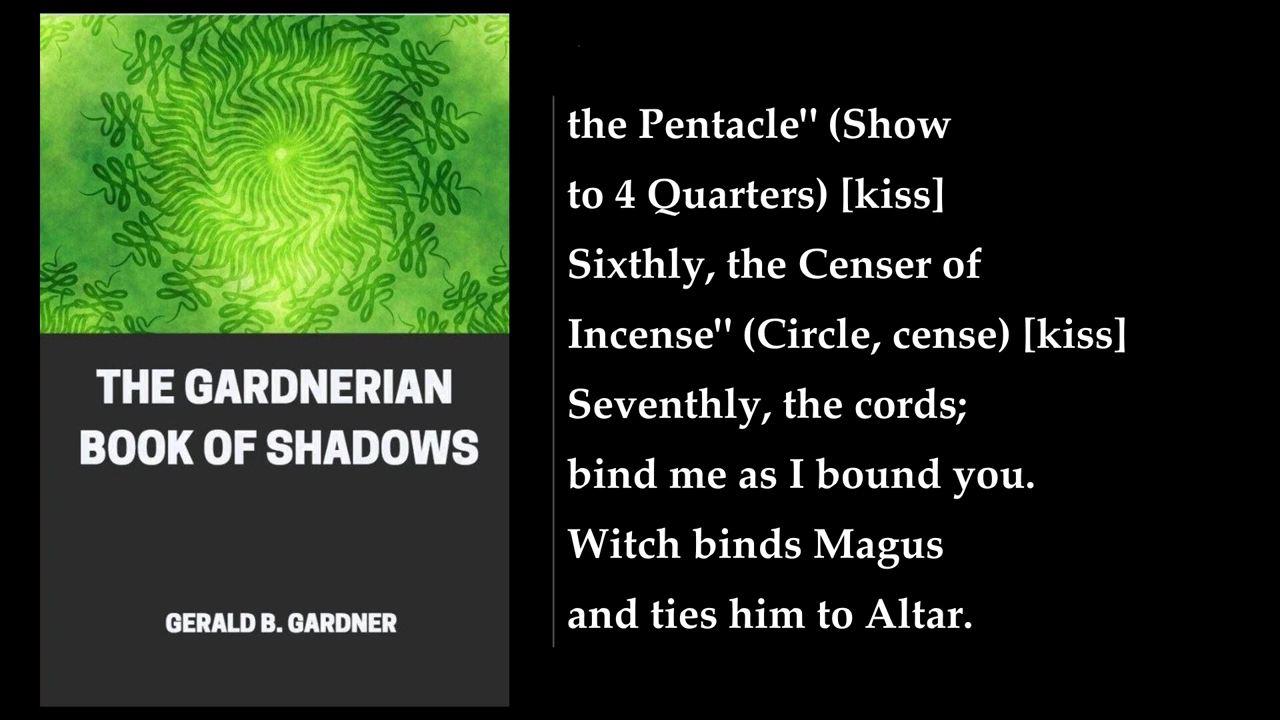 THE GARDNERIAN
BOOK OF SHADOWS
GERALD B. GARDNER
the Pentacle" (Show
to 4 Quarters) [kiss]
Sixthly, the Censer of
Incense" (Circle, cense) [kiss]
Seventhly, the cords;
bind me as I bound you.
Witch binds Magus
and ties him to Altar.